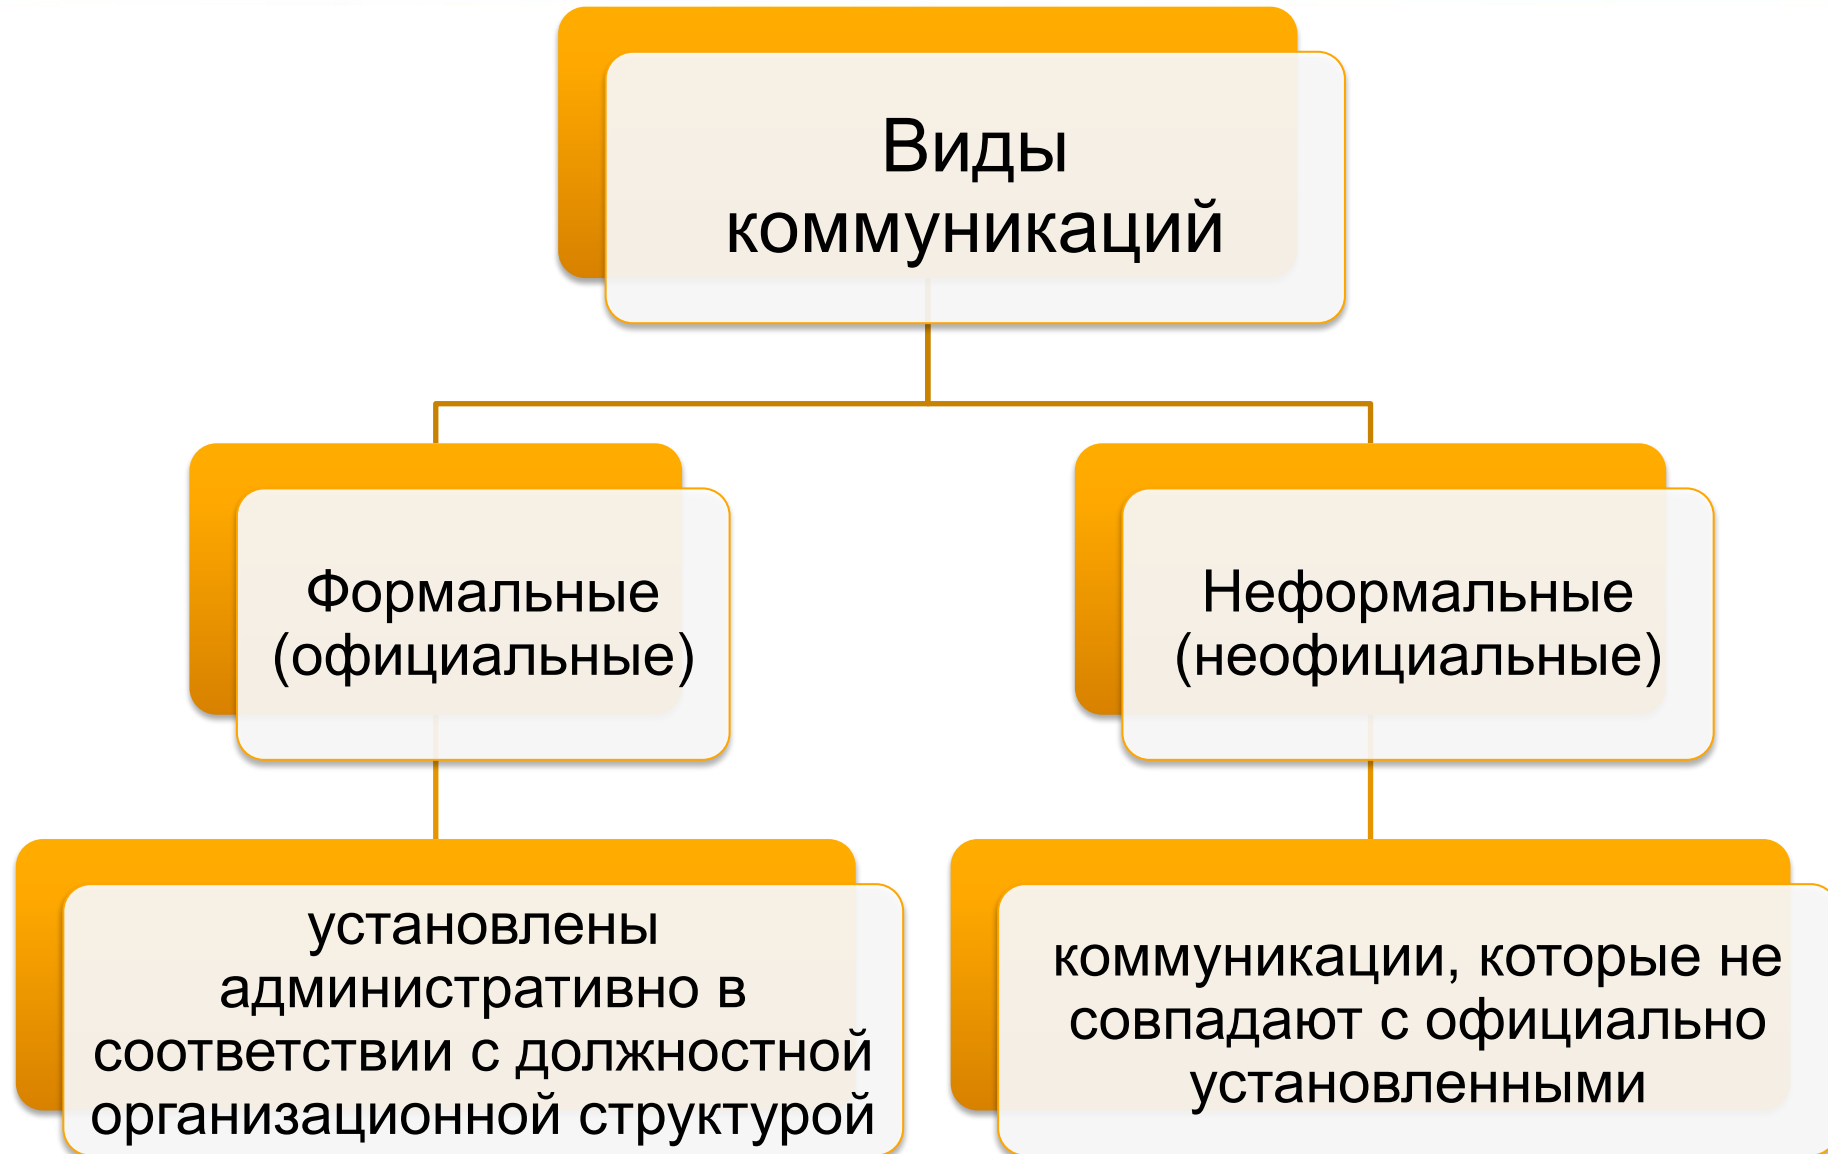 Виды
коммуникаций
Формальные
(официальные)
Неформальные
(неофициальные)
установлены
административно в
соответствии с должностной
организационной структурой
коммуникации, которые не
совпадают с официально
установленными